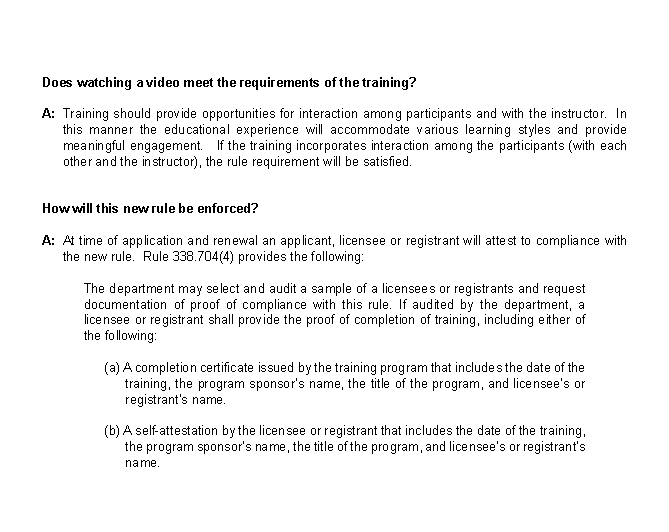 Does watching a video meet the requirements of the training?
A: Training should provide opportunities for interaction among participants and with the instructor. In
this manner the educational experience will accommodate various learning styles and provide
meaningful engagement. If the training incorporates interaction among the participants (with each
other and the instructor), the rule requirement will be satisfied.
How will this new rule be enforced?
A: At time of application and renewal an applicant, licensee or registrant will attest to compliance with
the new rule. Rule 338.704(4) provides the following:
The department may select and audit a sample of a licensees or registrants and request
documentation of proof of compliance with this rule. If audited by the department, a
licensee or registrant shall provide the proof of completion of training, including either of
the following:
(a) A completion certificate issued by the training program that includes the date of the
training, the program sponsor's name, the title of the program, and licensee's or
registrant's name.
(b) A self-attestation by the licensee or registrant that includes the date of the training,
the program sponsor's name, the title of the program, and licensee's or registrant's
name.